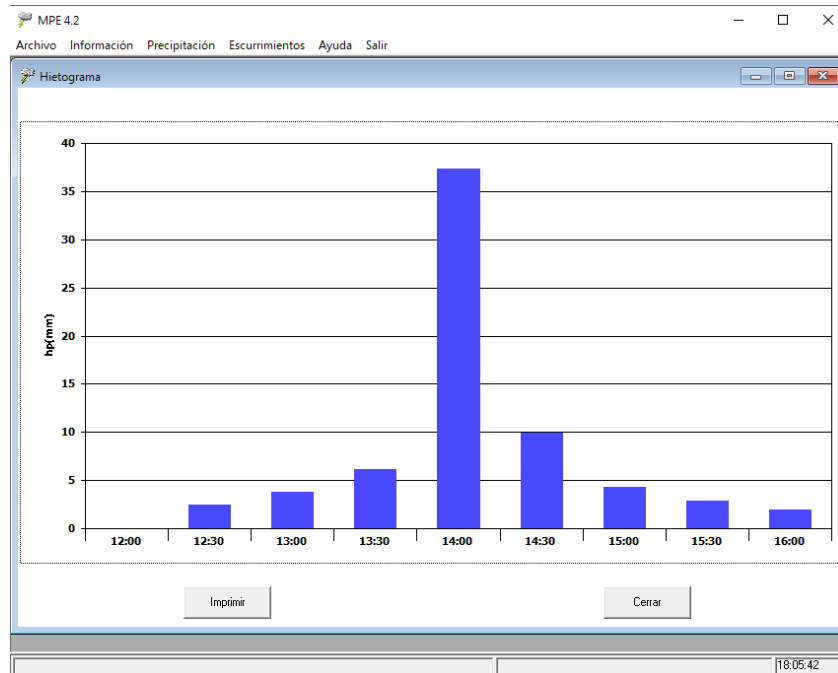 MPE 4.2
Archivo Información Precipitación Escurrimientos Ayuda Salir
Hietograma
40
35
30
25
20
15
10
5
0
hp(mm)
12:00 12:30 13:00 13:30 14:00 14:30 15:00 15:30 16:00
Imprimir Cerrar
18:05:42